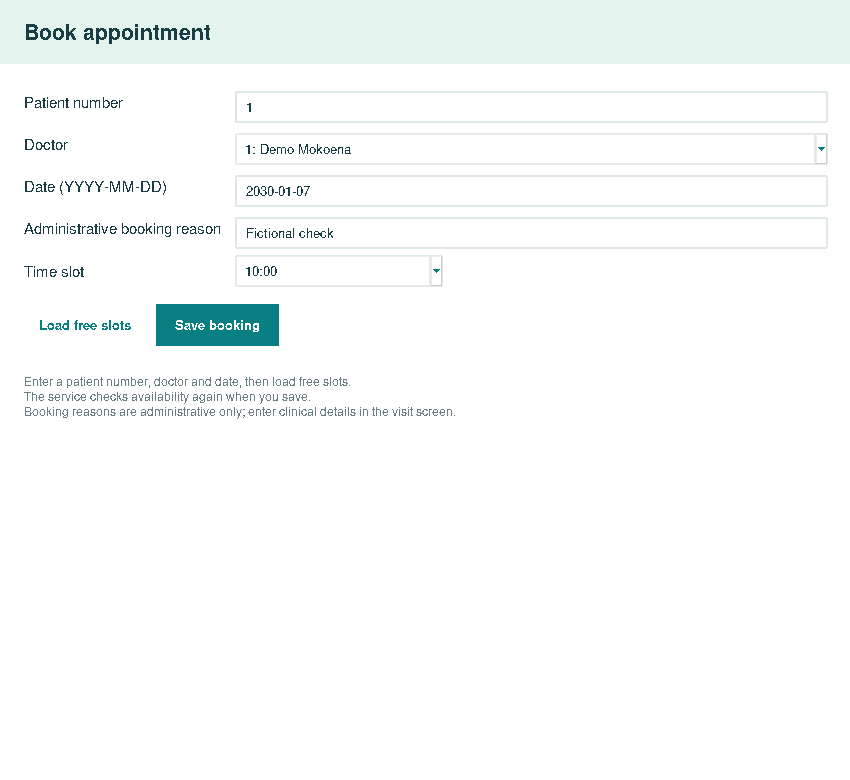 Book appointment
Patient number
1
Doctor
1: Demo Mokoena
Date (YYYY-MM-DD)
2030-01-07
Administrative booking reason
Fictional check
Time slot
10:00
Load free slots
Save booking
Enter a patient number, doctor and date, then load free slots.
The service checks availability again when you save.
Booking reasons are administrative only; enter clinical details in the visit screen.